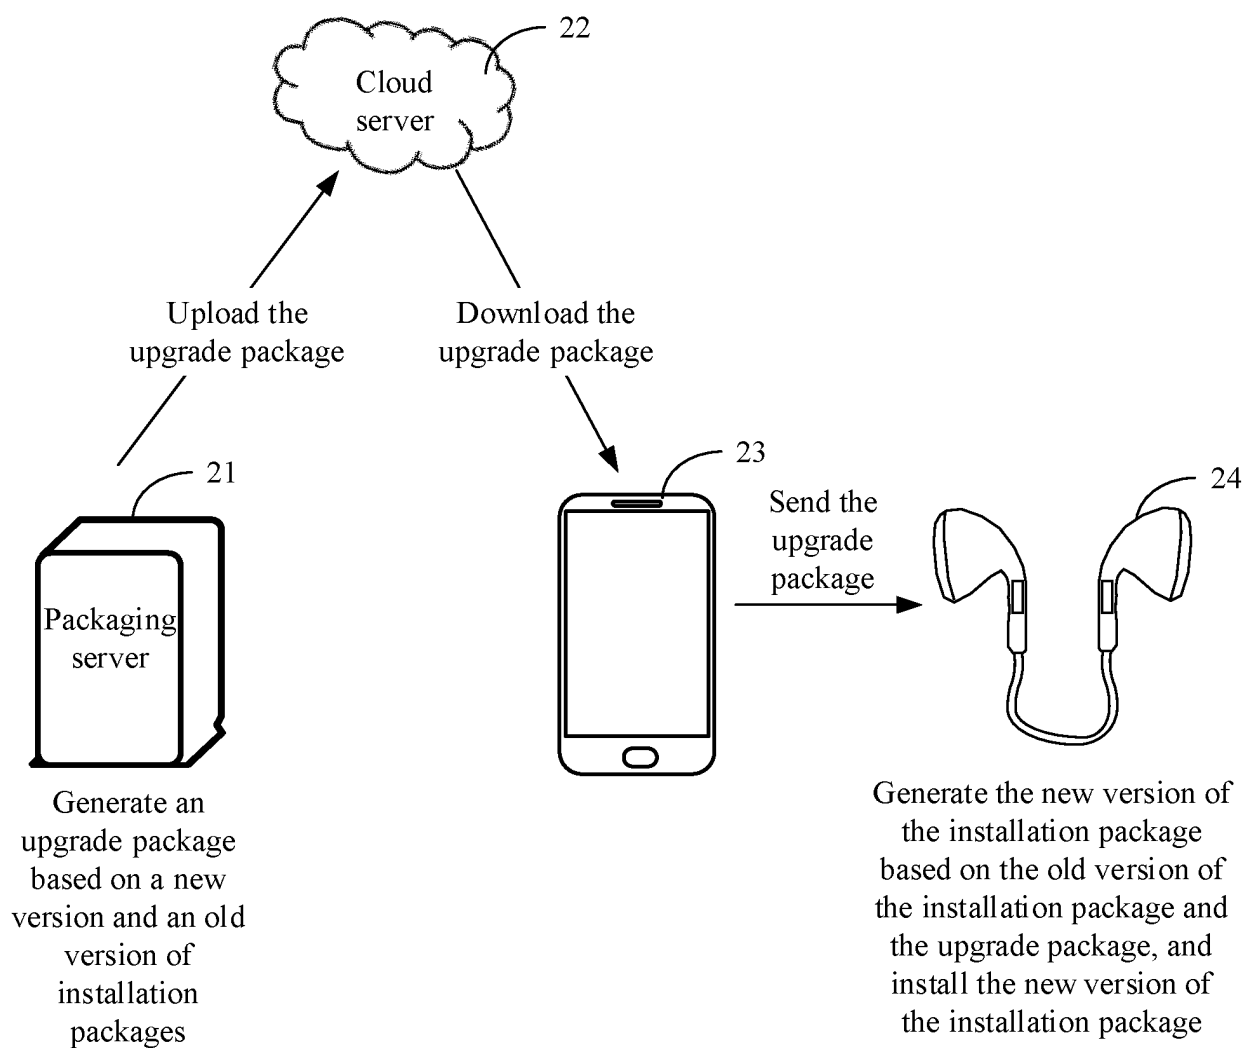 22
Cloud
server
Upload the
upgrade package
Download the
upgrade package
21
Packaging
server
23
Send the
upgrade
package
24
Generate an
upgrade package
based on a new
version and an old
version of
installation
packages
Generate the new version of
the installation package
based on the old version of
the installation package and
the upgrade package, and
install the new version of
the installation package